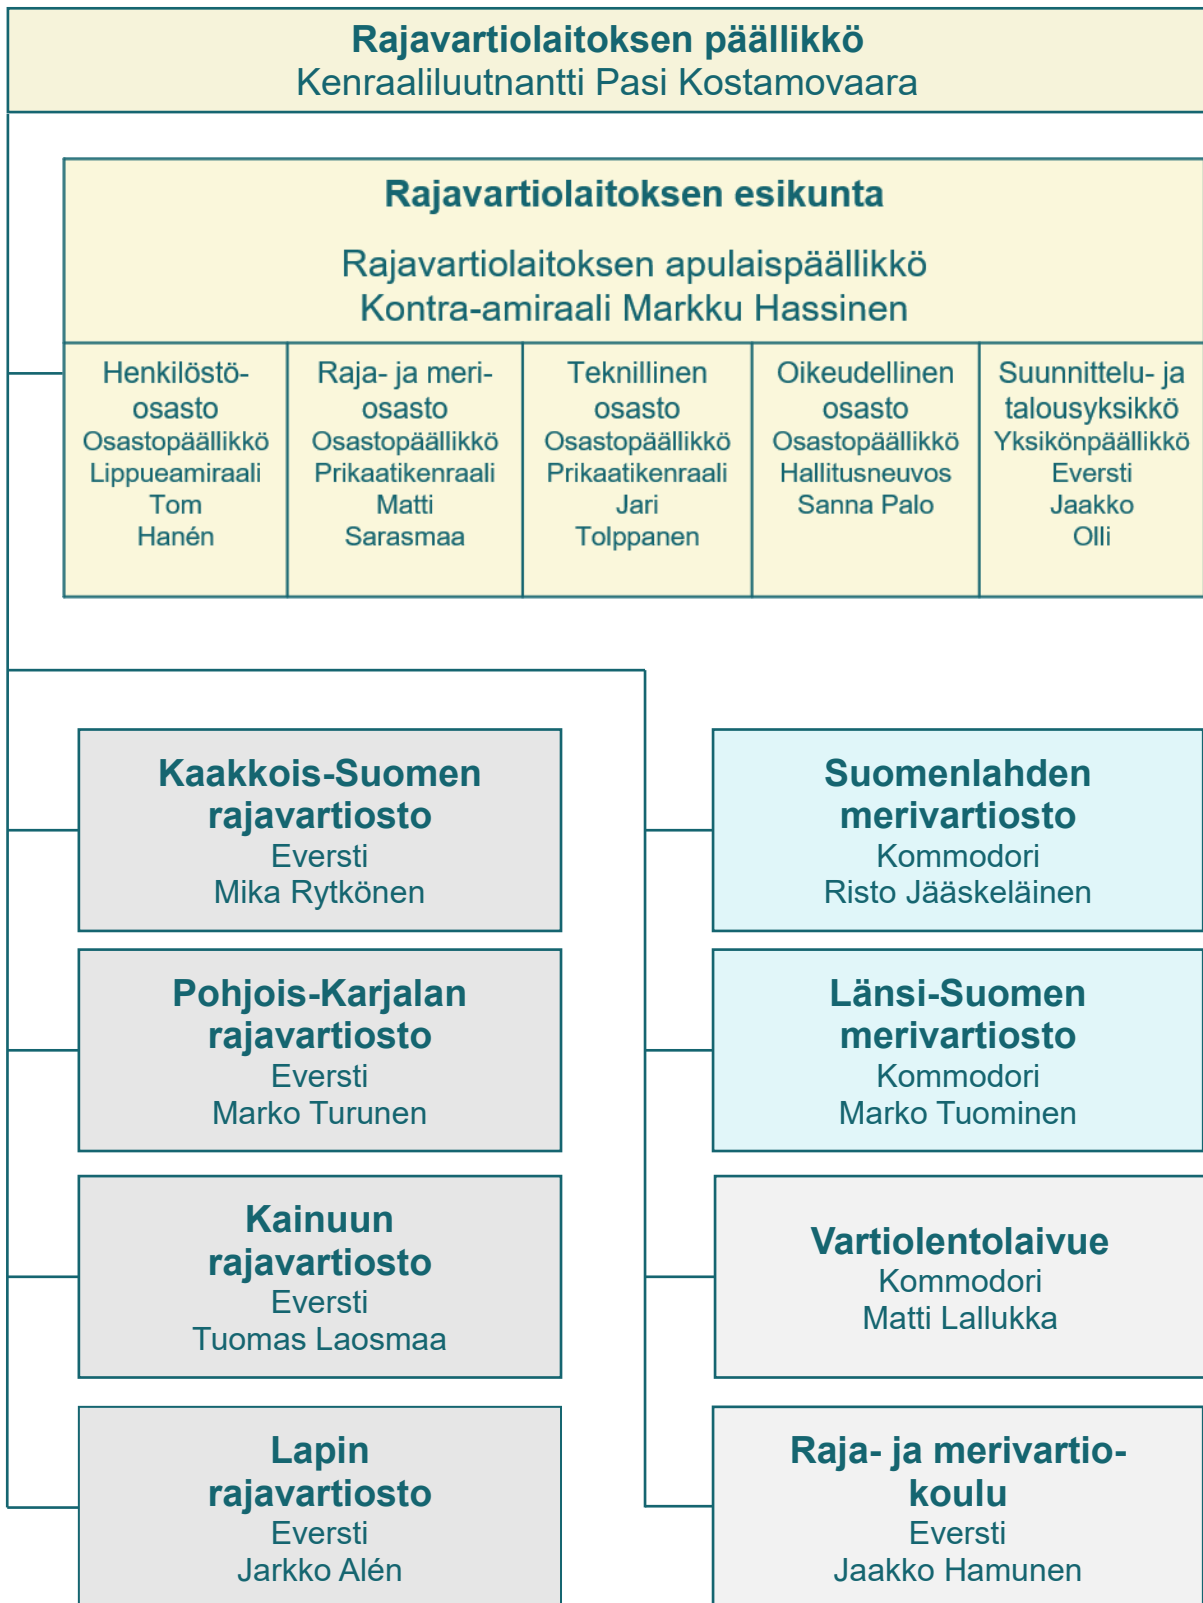 Rajavartiolaitoksen päällikkö
Kenraaliluutnantti Pasi Kostamovaara
Rajavartiolaitoksen esikunta
Rajavartiolaitoksen apulaispäällikkö
Kontra-amiraali Markku Hassinen
Henkilöstö-
osasto
Osastopäällikkö
Lippueamiraali
Tom
Hanén
Raja- ja meri-
osasto
Osastopäällikkö
Prikaatikenraali
Matti
Sarasmaa
Teknillinen
osasto
Osastopäällikkö
Prikaatikenraali
Jari
Tolppanen
Oikeudellinen
osasto
Osastopäällikkö
Hallitusneuvos
Sanna Palo
Suunnittelu- ja
talousyksikkö
Yksikönpäällikkö
Eversti
Jaakko
Olli
Kaakkois-Suomen
rajavartiosto
Eversti
Mika Rytkönen
Suomenlahden
merivartiosto
Kommodori
Risto Jääskeläinen
Pohjois-Karjalan
rajavartiosto
Eversti
Marko Turunen
Länsi-Suomen
merivartiosto
Kommodori
Marko Tuominen
Kainuun
rajavartiosto
Eversti
Tuomas Laosmaa
Vartiolentolaivue
Kommodori
Matti Lallukka
Lapin
rajavartiosto
Eversti
Jarkko Alén
Raja- ja merivartio-
koulu
Eversti
Jaakko Hamunen